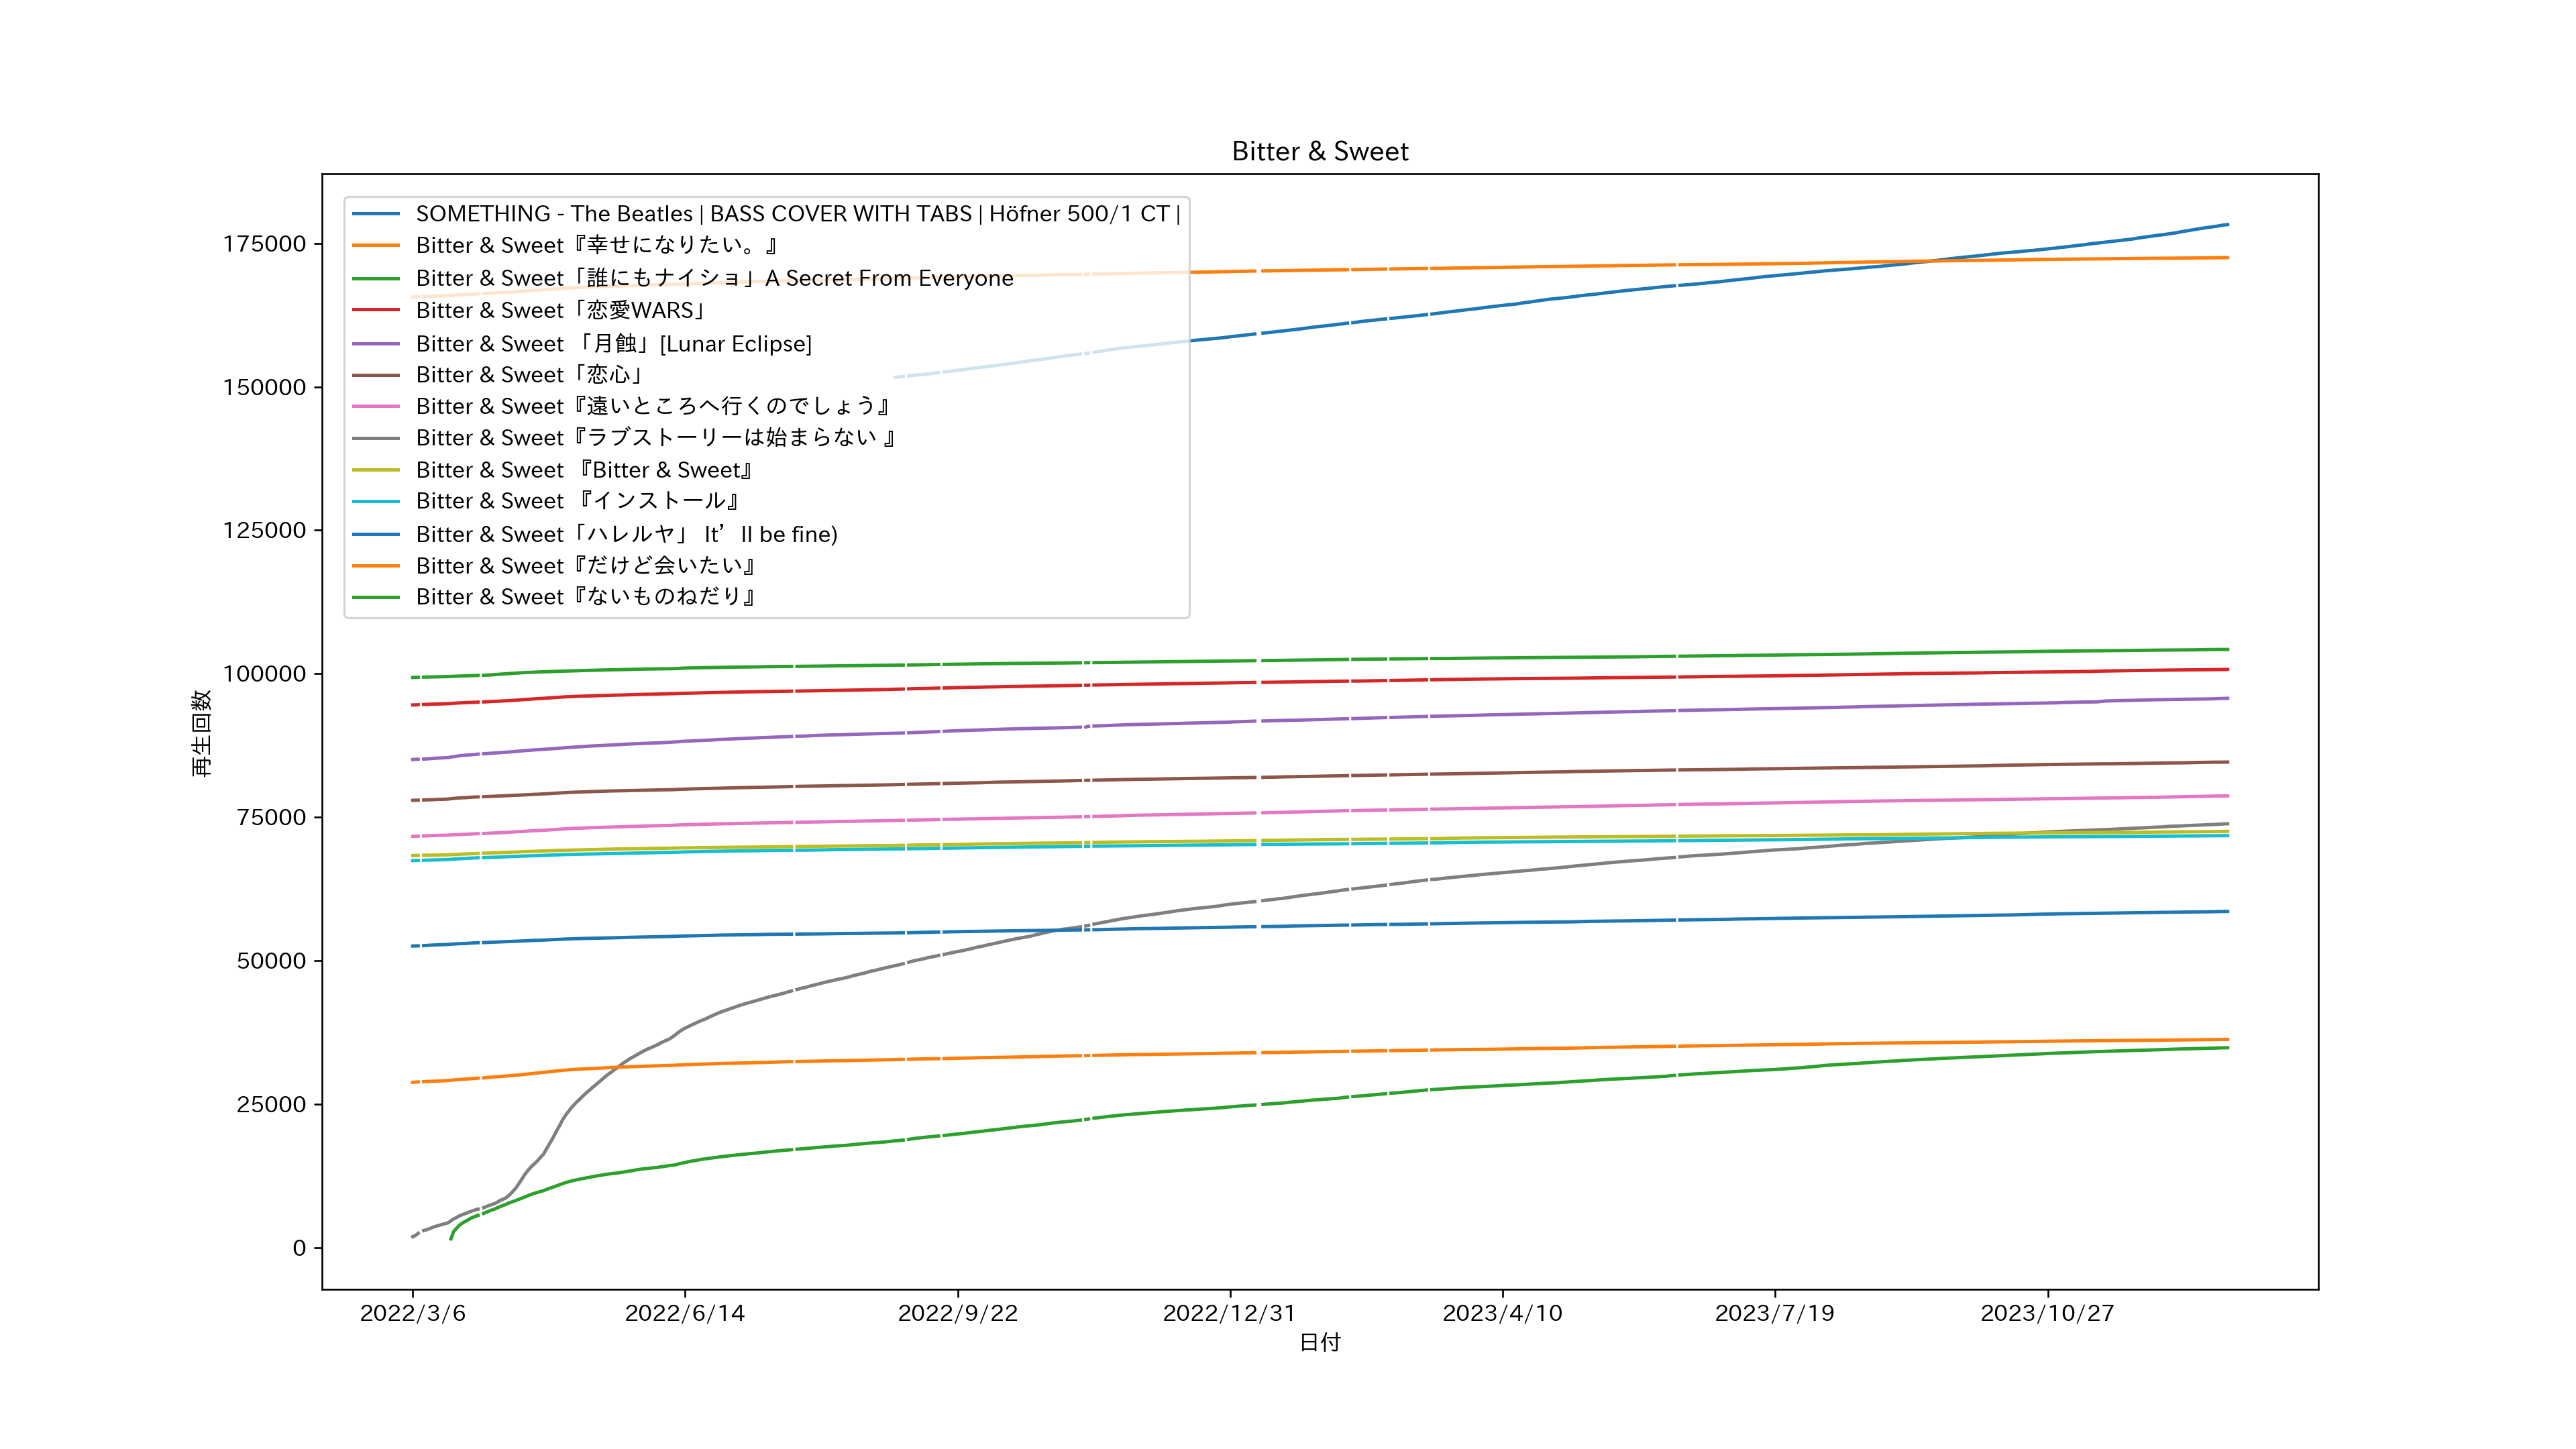 Bitter & Sweet
SOMETHING - The Beatles | BASS COVER WITH TABS | Höfner 500/1 CT |
Bitter & Sweet『幸せになりたい。』
Bitter & Sweet「誰にもナイショ」A Secret From Everyone
Bitter & Sweet「恋愛WARS」
Bitter & Sweet 「月蝕」[Lunar Eclipse]
Bitter & Sweet「恋心」
Bitter & Sweet『遠いところへ行くのでしょう』
Bitter & Sweet『ラブストーリーは始まらない 』
Bitter & Sweet 『Bitter & Sweet』
Bitter & Sweet 『インストール』
Bitter & Sweet「ハレルヤ」 It’ll be fine)
Bitter & Sweet『だけど会いたい』
Bitter & Sweet『ないものねだり』
175000
150000
125000
100000
75000
50000
25000
0
再生回数
2022/3/6 2022/6/14 2022/9/22 2022/12/31 2023/4/10 2023/7/19 2023/10/27
日付